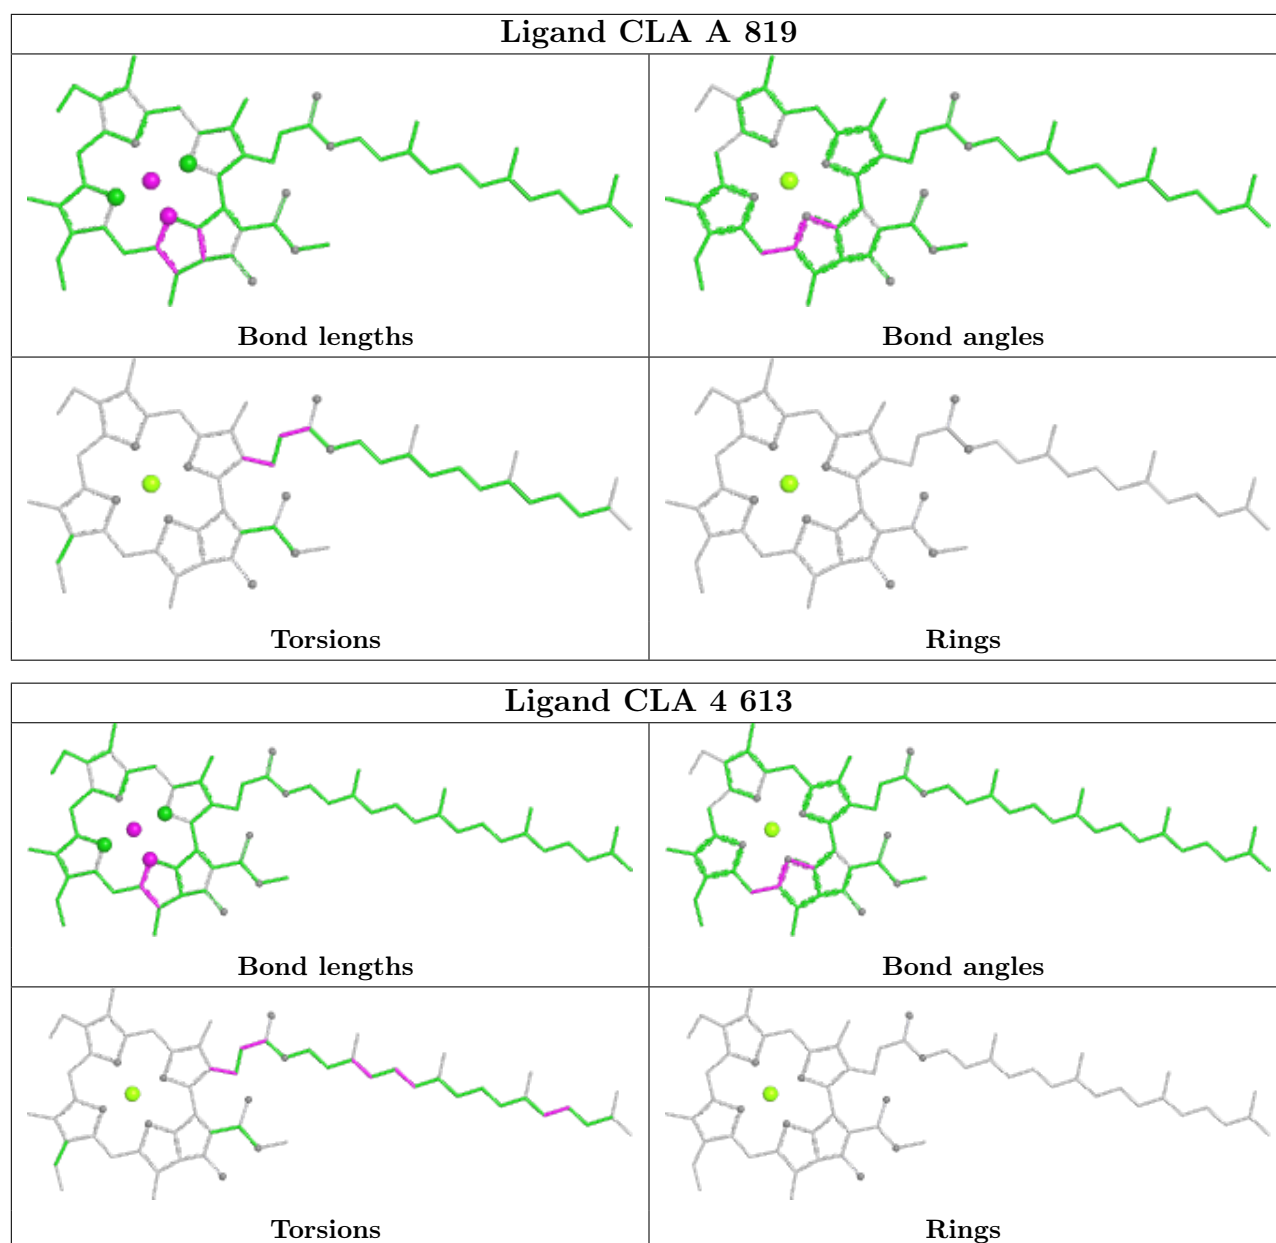 Ligand CLA A 819
Bond lengths
Bond angles
Torsions
Rings
Ligand CLA 4 613
Bond lengths
Bond angles
Torsions
Rings